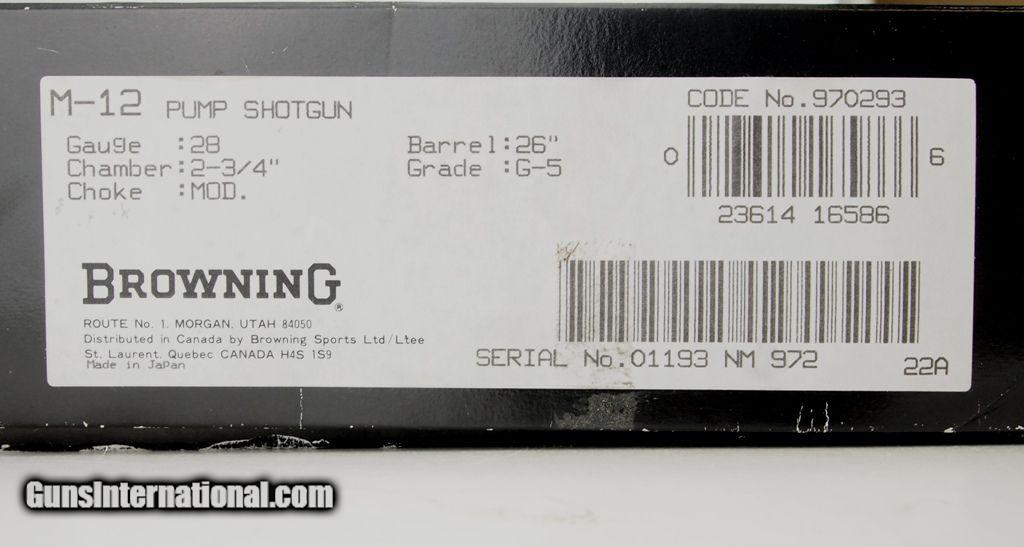 M-12 PUMP SHOTGUN
Gauge :28
Chamber:2-3/4"
Choke :MOD.
Barrel:26"
Grade :G-5
CODE No.970293
0 6
23614 16586
BROWNING®
ROUTE No. 1, MORGAN, UTAH 84050
Distributed in Canada by Browning Sports Ltd/Ltee
St. Laurent, Quebec CANADA H4S 1S9
Made in Japan
SERIAL No.01193 NM 972
22A
GunsInternational.com